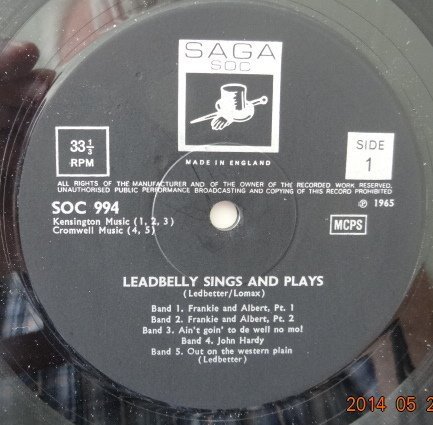 SAGA
SOC
33 1/3
RPM
SIDE
1
MADE IN ENGLAND
ALL RIGHTS OF THE MANUFACTURER AND OF THE OWNER OF THE RECORDED WORK RESERVED.
UNAUTHORISED PUBLIC PERFORMANCE BROADCASTING AND COPYING OF THIS RECORD PROHIBITED
SOC 994
℗ 1965
Kensington Music (1, 2, 3)
Cromwell Music (4, 5)
MCPS
LEADBELLY SINGS AND PLAYS
(Ledbetter/Lomax)
Band 1. Frankie and Albert, Pt. 1
Band 2. Frankie and Albert, Pt. 2
Band 3. Ain't goin' to de well no mo!
Band 4. John Hardy
Band 5. Out on the western plain
(Ledbetter)
2014 05 2